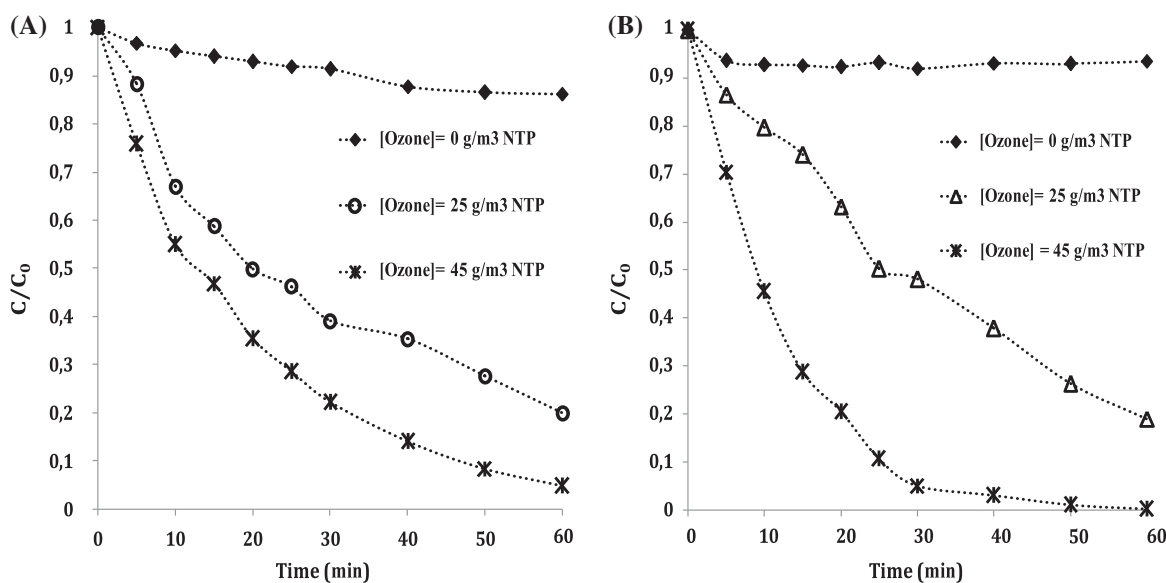 (A)
1
0,9
0,8
0,7
0,6
0,5
0,4
0,3
0,2
0,1
0
C/C0
[Ozone]= 0 g/m3 NTP
[Ozone]= 25 g/m3 NTP
[Ozone]= 45 g/m3 NTP
0 10 20 30 40 50 60
Time (min)
(B)
1
0,9
0,8
0,7
0,6
0,5
0,4
0,3
0,2
0,1
0
C/C0
[Ozone]= 0 g/m3 NTP
[Ozone]= 25 g/m3 NTP
[Ozone] = 45 g/m3 NTP
0 10 20 30 40 50 60
Time (min)